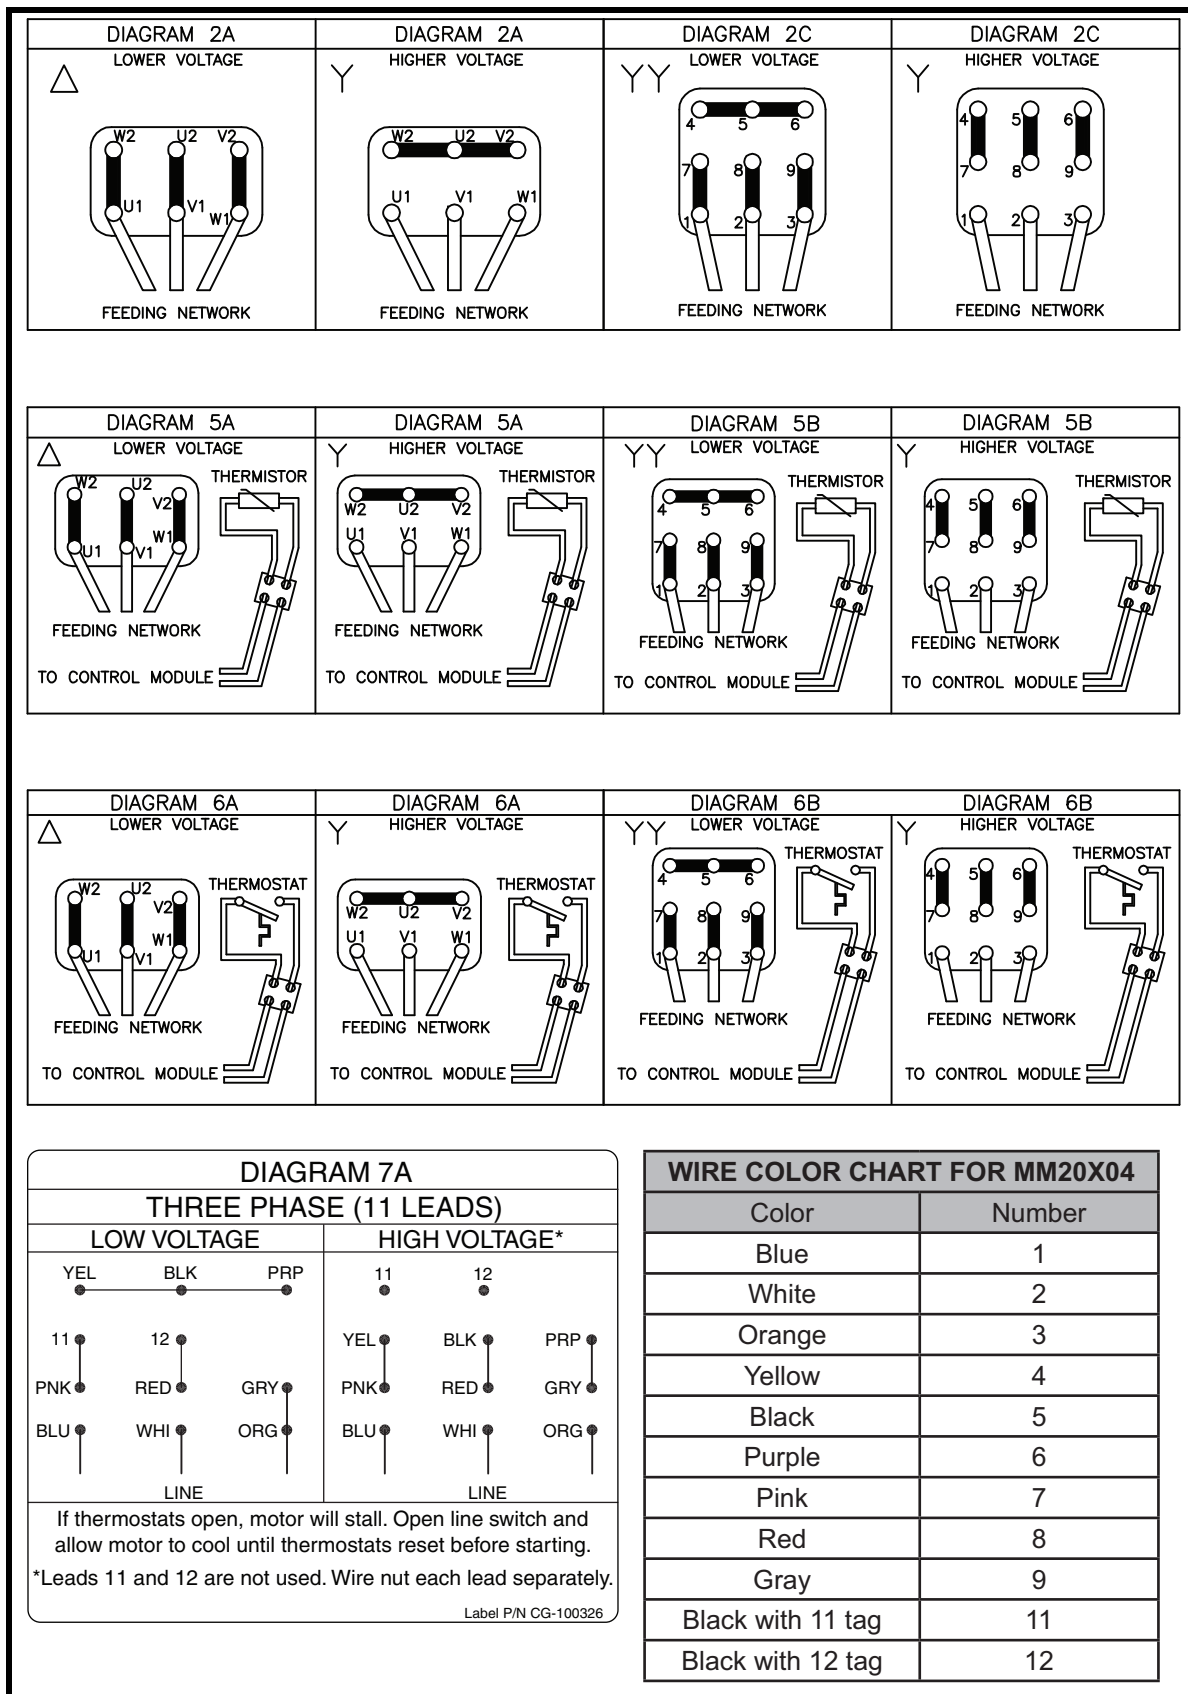 DIAGRAM 2A
LOWER VOLTAGE
W2 U2 V2
U1 V1 W1
FEEDING NETWORK
DIAGRAM 2A
HIGHER VOLTAGE
W2 U2 V2
U1 V1 W1
FEEDING NETWORK
DIAGRAM 2C
LOWER VOLTAGE
4 5 6
7 8 9
1 2 3
FEEDING NETWORK
DIAGRAM 2C
HIGHER VOLTAGE
4 5 6
7 8 9
1 2 3
FEEDING NETWORK
DIAGRAM 5A
LOWER VOLTAGE
THERMISTOR
W2 U2 V2
U1 V1 W1
FEEDING NETWORK
TO CONTROL MODULE
DIAGRAM 5A
HIGHER VOLTAGE
THERMISTOR
W2 U2 V2
U1 V1 W1
FEEDING NETWORK
TO CONTROL MODULE
DIAGRAM 5B
LOWER VOLTAGE
THERMISTOR
4 5 6
7 8 9
1 2 3
FEEDING NETWORK
TO CONTROL MODULE
DIAGRAM 5B
HIGHER VOLTAGE
THERMISTOR
4 5 6
7 8 9
1 2 3
FEEDING NETWORK
TO CONTROL MODULE
DIAGRAM 6A
LOWER VOLTAGE
THERMOSTAT
W2 U2 V2
U1 V1 W1
FEEDING NETWORK
TO CONTROL MODULE
DIAGRAM 6A
HIGHER VOLTAGE
THERMOSTAT
W2 U2 V2
U1 V1 W1
FEEDING NETWORK
TO CONTROL MODULE
DIAGRAM 6B
LOWER VOLTAGE
THERMOSTAT
4 5 6
7 8 9
1 2 3
FEEDING NETWORK
TO CONTROL MODULE
DIAGRAM 6B
HIGHER VOLTAGE
THERMOSTAT
4 5 6
7 8 9
1 2 3
FEEDING NETWORK
TO CONTROL MODULE
DIAGRAM 7A
THREE PHASE (11 LEADS)
LOW VOLTAGE
YEL BLK PRP
11 12
PNK RED GRY
BLU WHI ORG
LINE
HIGH VOLTAGE*
11 12
YEL BLK PRP
PNK RED GRY
BLU WHI ORG
LINE
If thermostats open, motor will stall. Open line switch and
allow motor to cool until thermostats reset before starting.
*Leads 11 and 12 are not used. Wire nut each lead separately.
Label P/N CG-100326
WIRE COLOR CHART FOR MM20X04
Color Number
Blue 1
White 2
Orange 3
Yellow 4
Black 5
Purple 6
Pink 7
Red 8
Gray 9
Black with 11 tag 11
Black with 12 tag 12